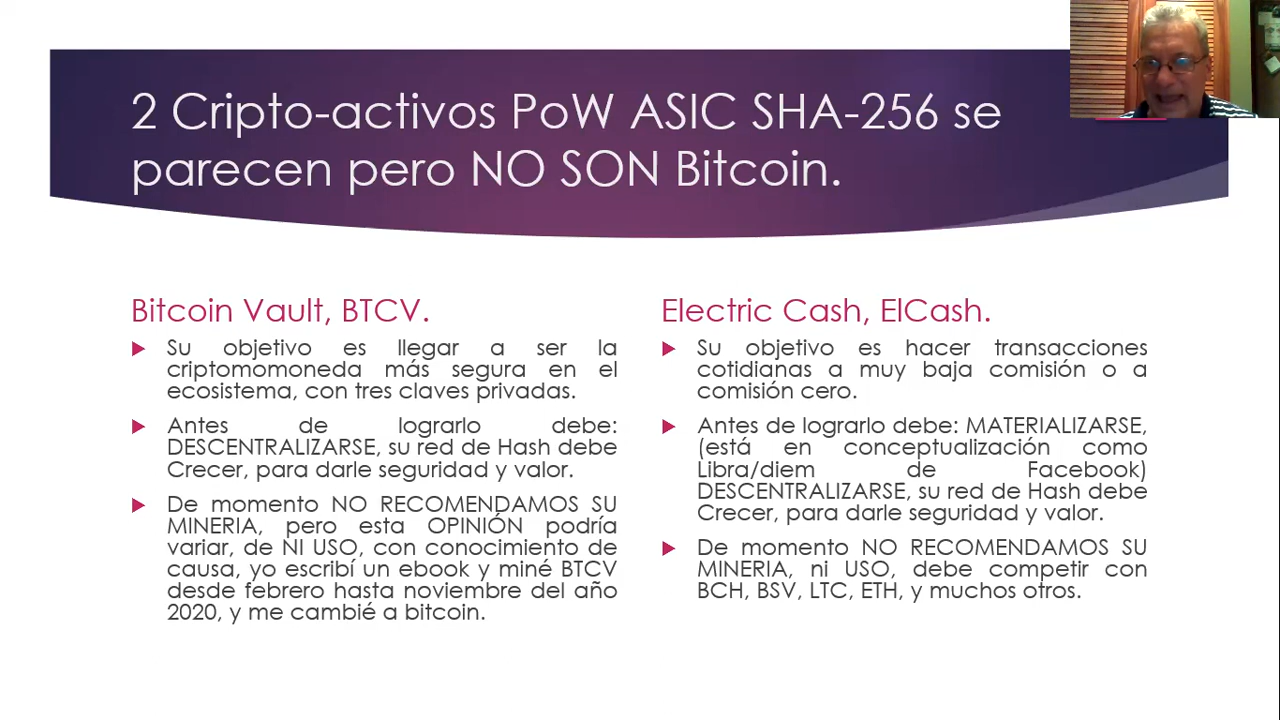 2 Cripto-activos PoW ASIC SHA-256 se
parecen pero NO SON Bitcoin.
Bitcoin Vault, BTCV.
Su objetivo es llegar a ser la
criptomomoneda más segura en el
ecosistema, con tres claves privadas.
Antes de lograrlo debe:
DESCENTRALIZARSE, su red de Hash debe
Crecer, para darle seguridad y valor.
De momento NO RECOMENDAMOS SU
MINERIA, pero esta OPINIÓN podría
variar, de NI USO, con conocimiento de
causa, yo escribí un ebook y miné BTCV
desde febrero hasta noviembre del año
2020, y me cambié a bitcoin.
Electric Cash, ElCash.
Su objetivo es hacer transacciones
cotidianas a muy baja comisión o a
comisión cero.
Antes de lograrlo debe: MATERIALIZARSE,
(está en conceptualización como
Libra/diem de Facebook)
DESCENTRALIZARSE, su red de Hash debe
Crecer, para darle seguridad y valor.
De momento NO RECOMENDAMOS SU
MINERIA, ni USO, debe competir con
BCH, BSV, LTC, ETH, y muchos otros.